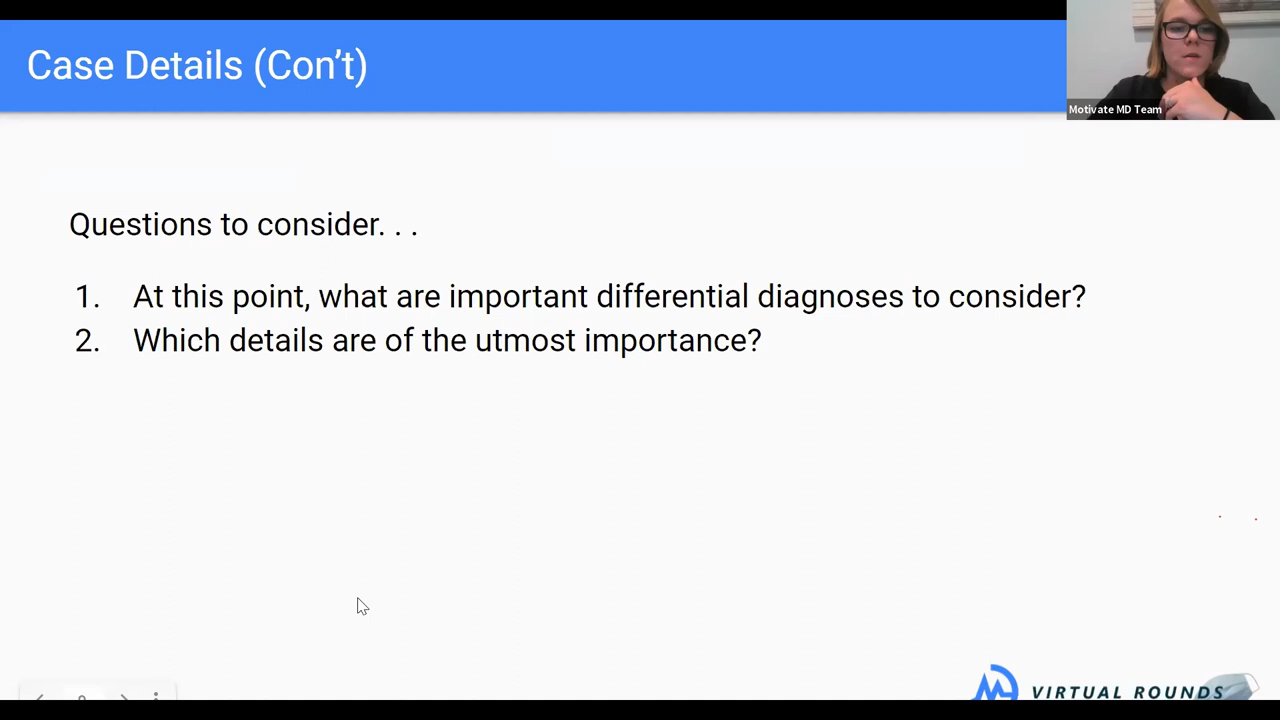 Case Details (Con’t)
Motivate MD Team
Questions to consider. . .
1. At this point, what are important differential diagnoses to consider?
2. Which details are of the utmost importance?
VIRTUAL ROUNDS